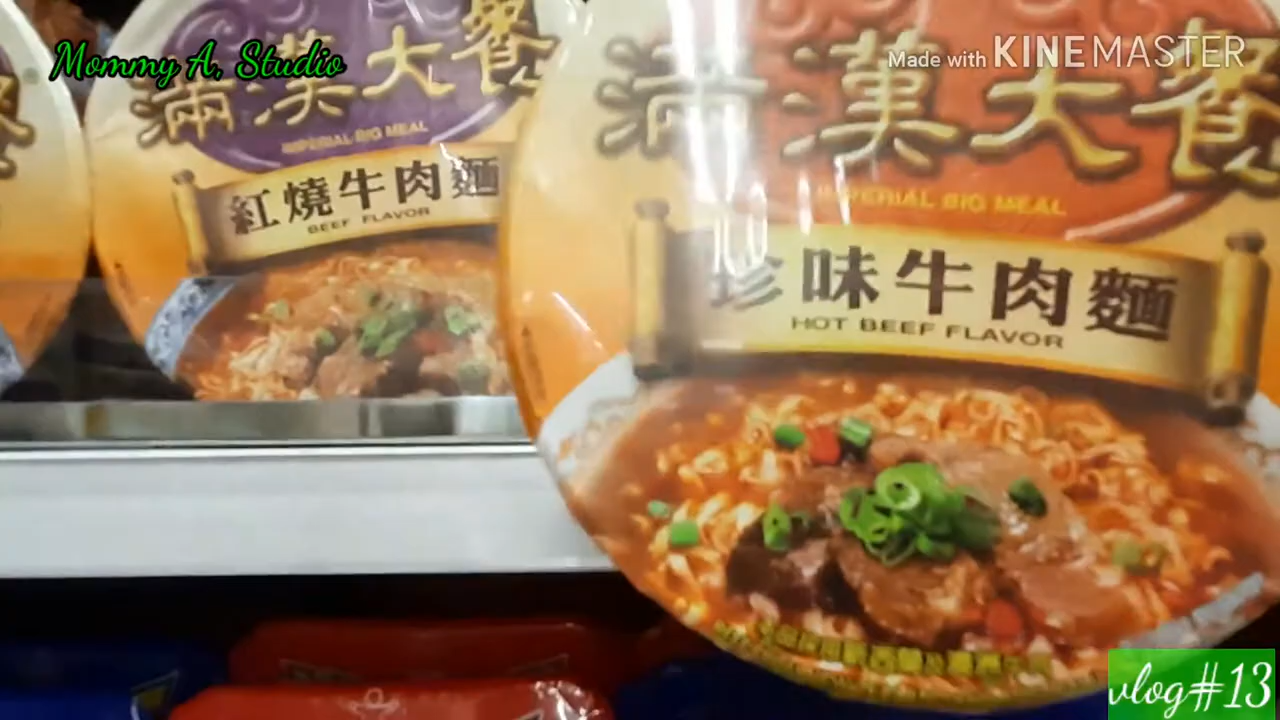 Mommy A, Studio
Made with KINEMASTER
滿漢大餐
IMPERIAL BIG MEAL
紅燒牛肉麵
BEEF FLAVOR
滿漢大餐
IMPERIAL BIG MEAL
珍味牛肉麵
HOT BEEF FLAVOR
vlog#13